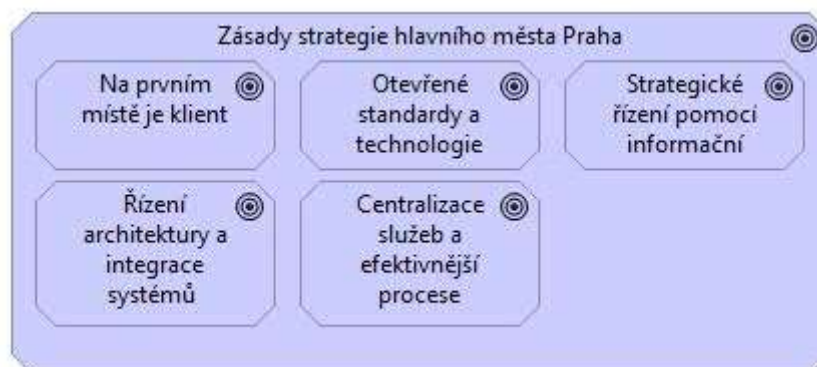 Zásady strategie hlavního města Praha
Na prvním
místě je klient
Otevřené
standardy a
technologie
Strategické
řízení pomocí
informační
Řízení
architektury a
integrace
systémů
Centralizace
služeb a
efektivnější
procese